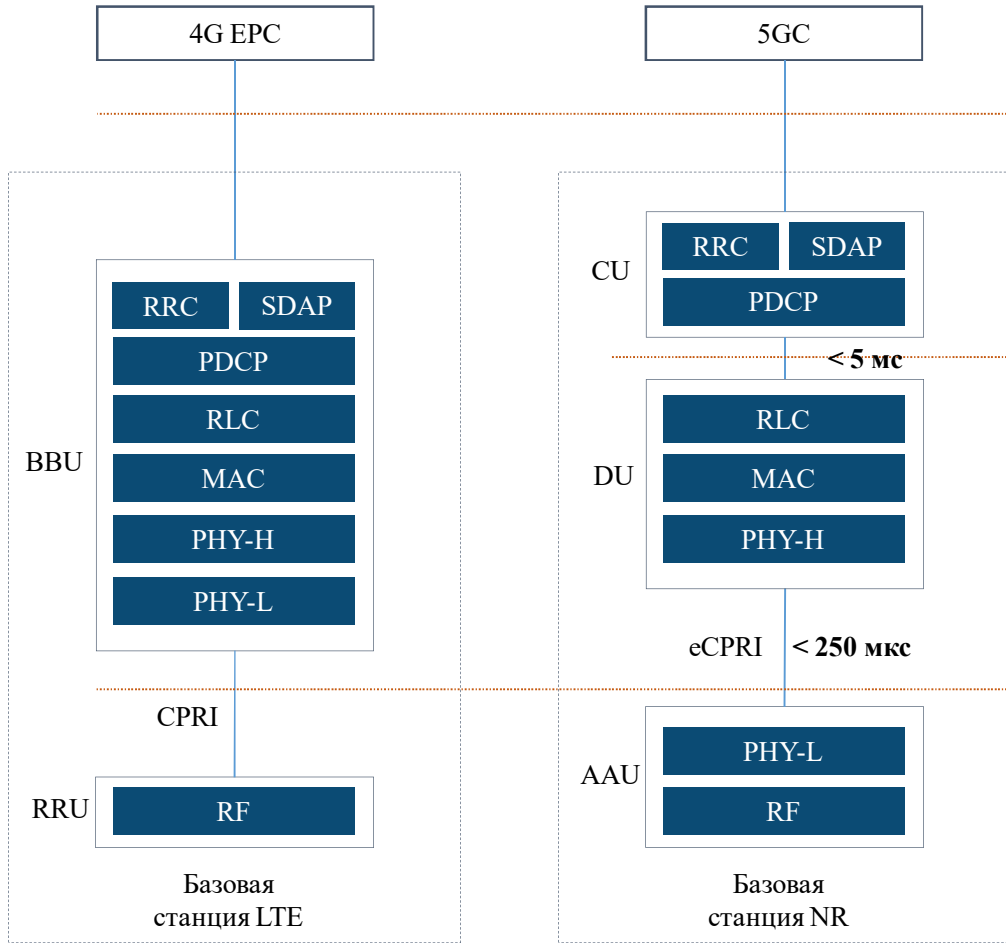 4G EPC
5GC
BBU
RRC
SDAP
PDCP
RLC
MAC
PHY-H
PHY-L
CPRI
RRU
RF
Базовая
станция LTE
CU
RRC
SDAP
PDCP
< 5 мс
DU
RLC
MAC
PHY-H
eCPRI
< 250 мкс
AAU
PHY-L
RF
Базовая
станция NR